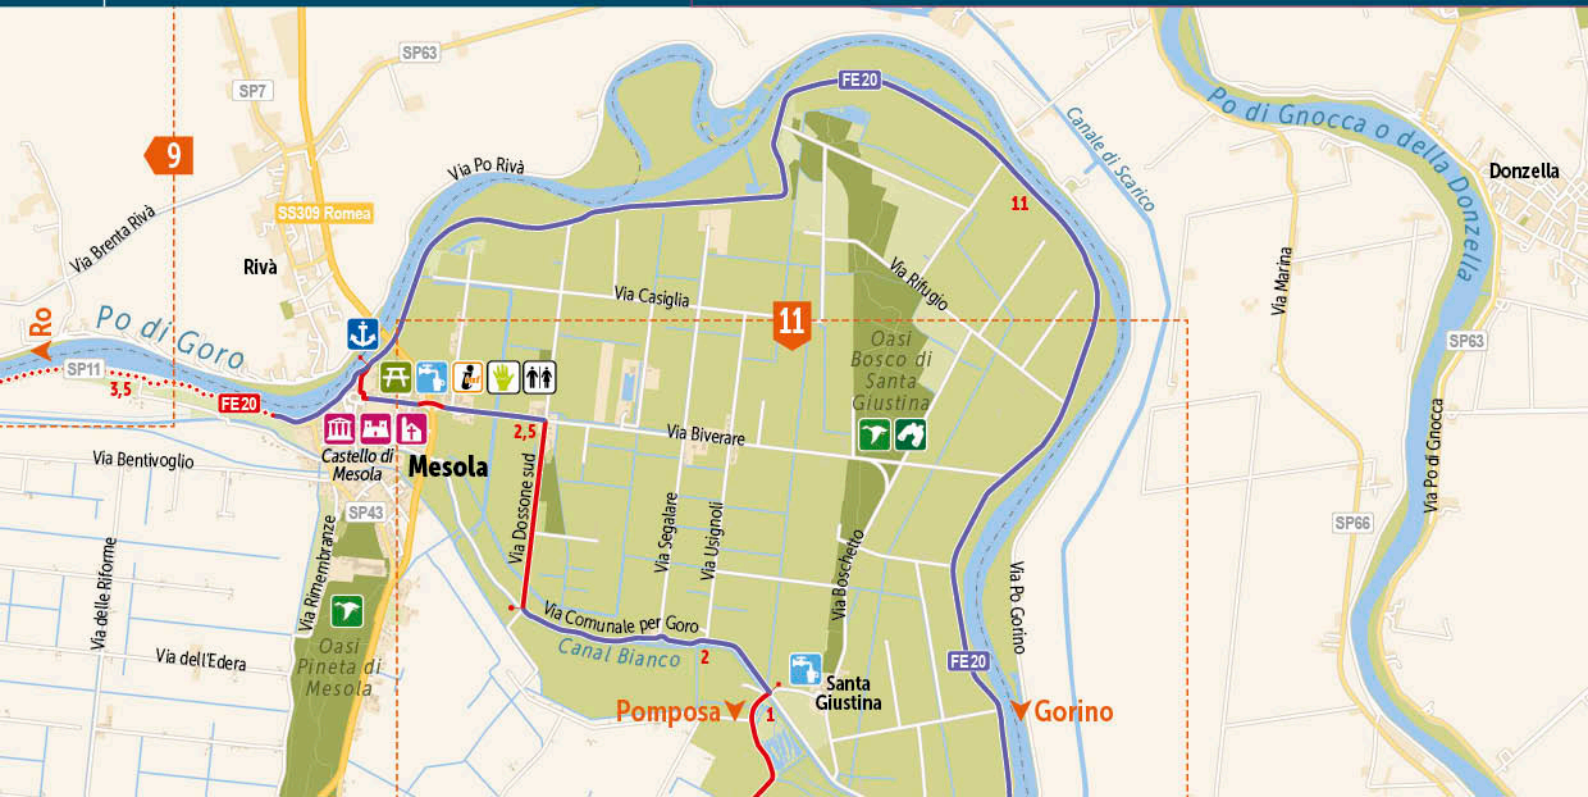 SP63
FE20
SP7
9
Po di Gnocca o della Donzella
Canale di Scarico
Via Po Rivà
Donzella
11
SS309 Romea
Via Brenta Rivà
Rivà
Via Rifugio
Via Marina
Via Casiglia
11
Ro
Po di Goro
Oasi
Bosco di
Santa
Giustina
SP63
SP11
3,5
FE20
2,5
Via Biverare
Castello di
Mesola
Mesola
Via Bentivoglio
Via Po di Gnocca
SP43
Via Dossone sud
Via Segalare
Via Usignoli
SP66
Via delle Riforme
Via Rimembranze
Via Boschetto
Via Po Gorino
Via Comunale per Goro
Canal Bianco
2
Via dell'Edera
Oasi
Pineta di
Mesola
FE20
Santa
Giustina
Pomposa
1
Gorino